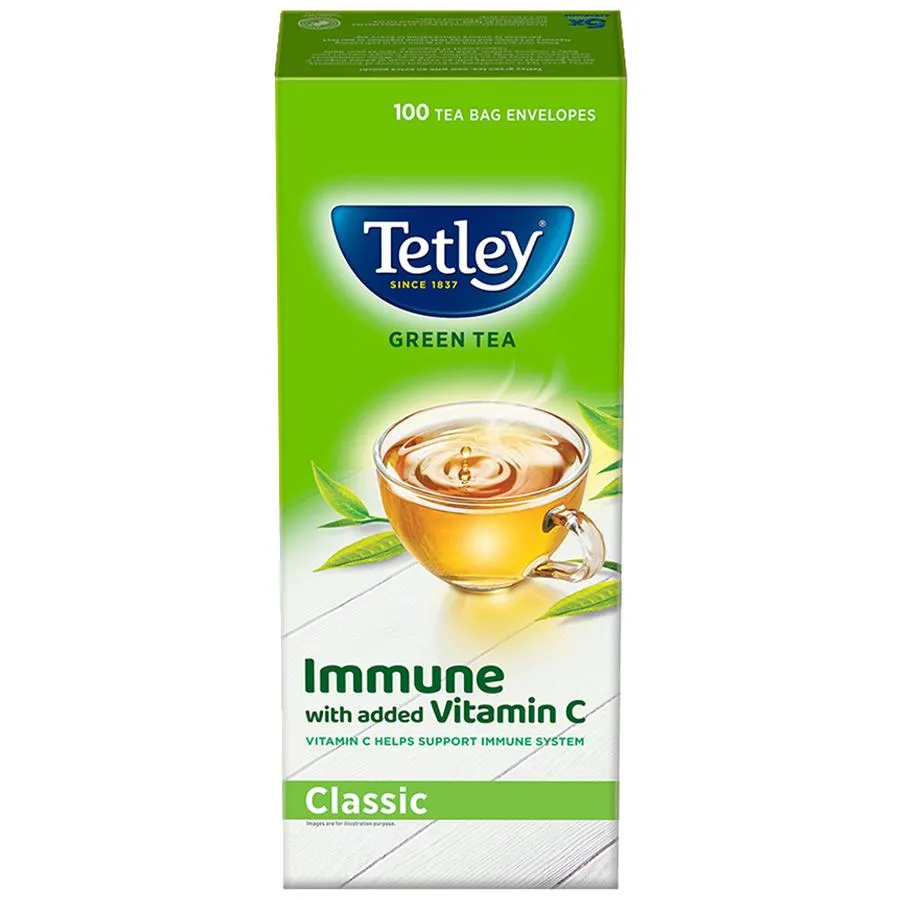 100 TEA BAG ENVELOPES
Tetley®
SINCE 1837
GREEN TEA
Immune
with added Vitamin C
VITAMIN C HELPS SUPPORT IMMUNE SYSTEM
Classic
Images are for illustration purpose.